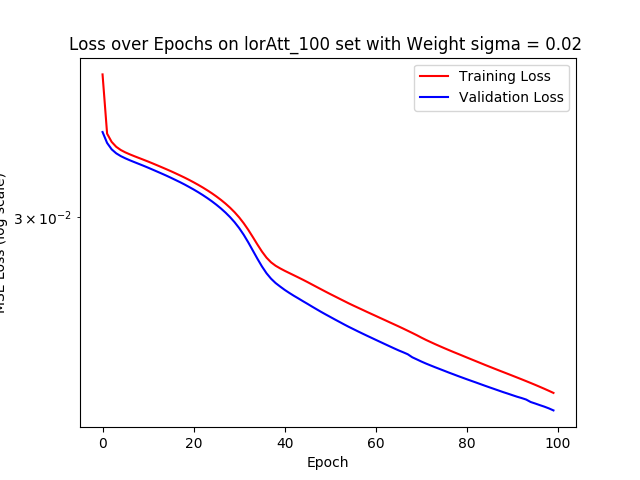 Loss over Epochs on lorAtt_100 set with Weight sigma = 0.02
Training Loss
Validation Loss
MSE Loss (log scale)
3 × 10⁻²
0 20 40 60 80 100
Epoch